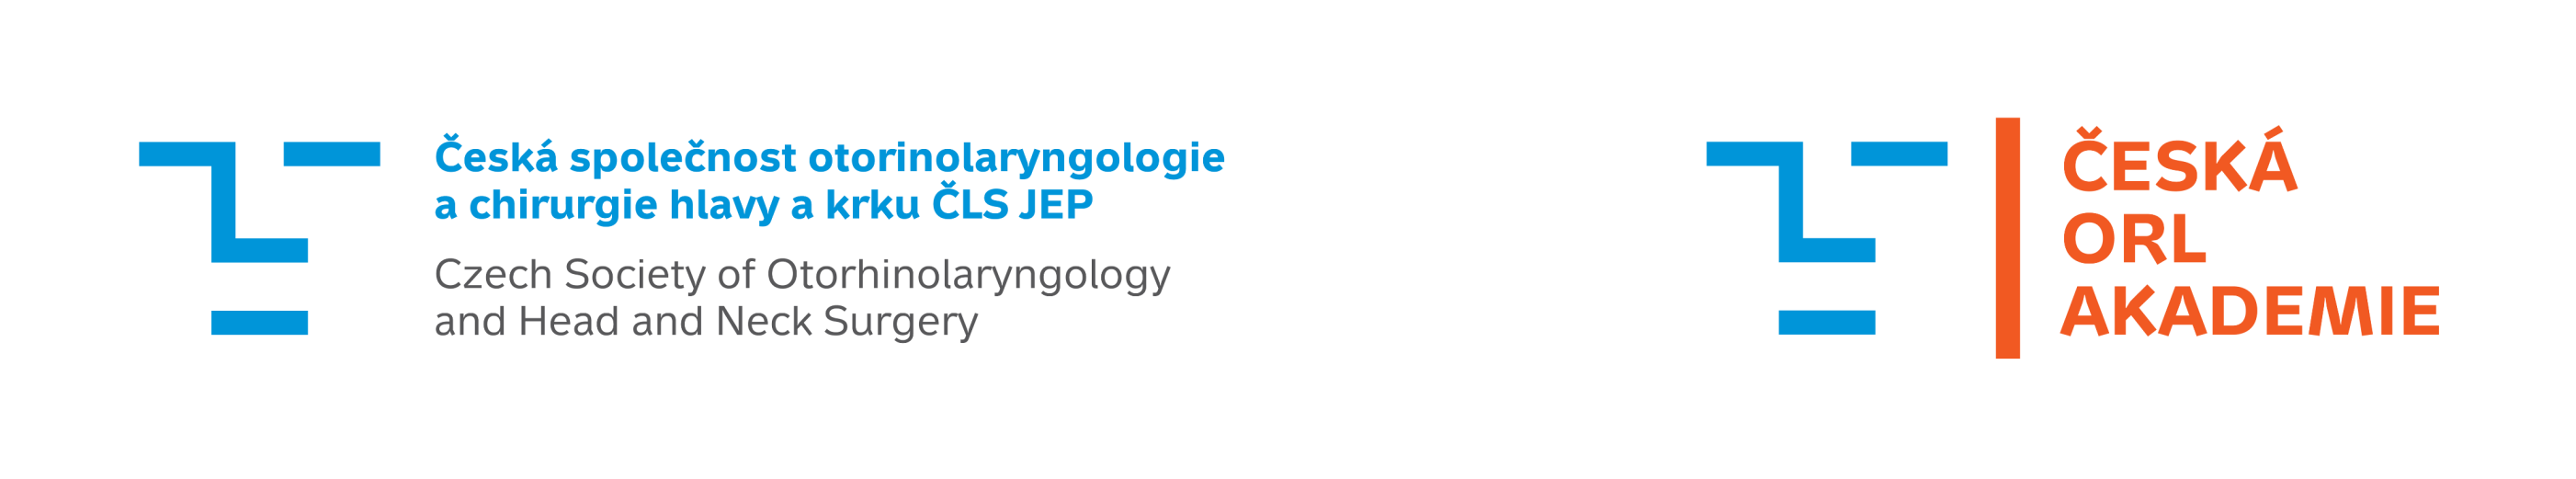 Česká společnost otorinolaryngologie
a chirurgie hlavy a krku ČLS JEP
Czech Society of Otorhinolaryngology
and Head and Neck Surgery
ČESKÁ
ORL
AKADEMIE